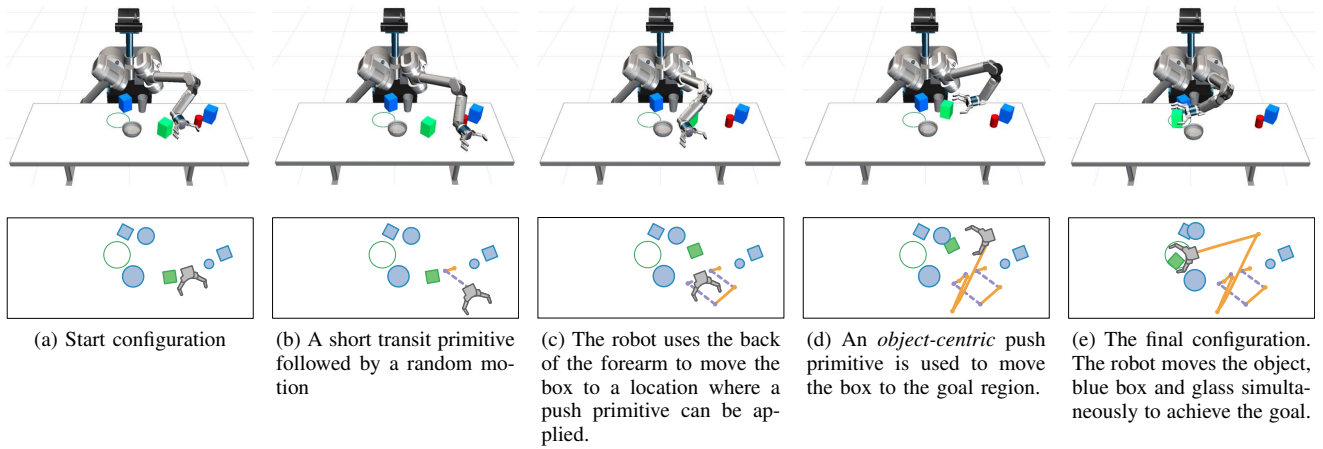 (a) Start configuration
(b) A short transit primitive
followed by a random mo-
tion
(c) The robot uses the back
of the forearm to move the
box to a location where a
push primitive can be ap-
plied.
(d) An object-centric push
primitive is used to move
the box to the goal region.
(e) The final configuration.
The robot moves the object,
blue box and glass simulta-
neously to achieve the goal.